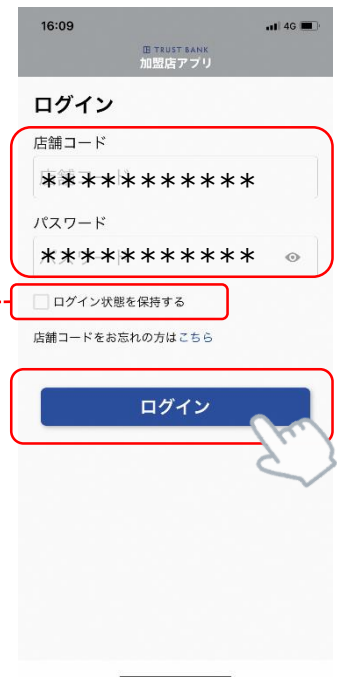 16:09
4G
TRUST BANK
加盟店アプリ
ログイン
店舗コード
***********
パスワード
***********
ログイン状態を保持する
店舗コードをお忘れの方はこちら
ログイン